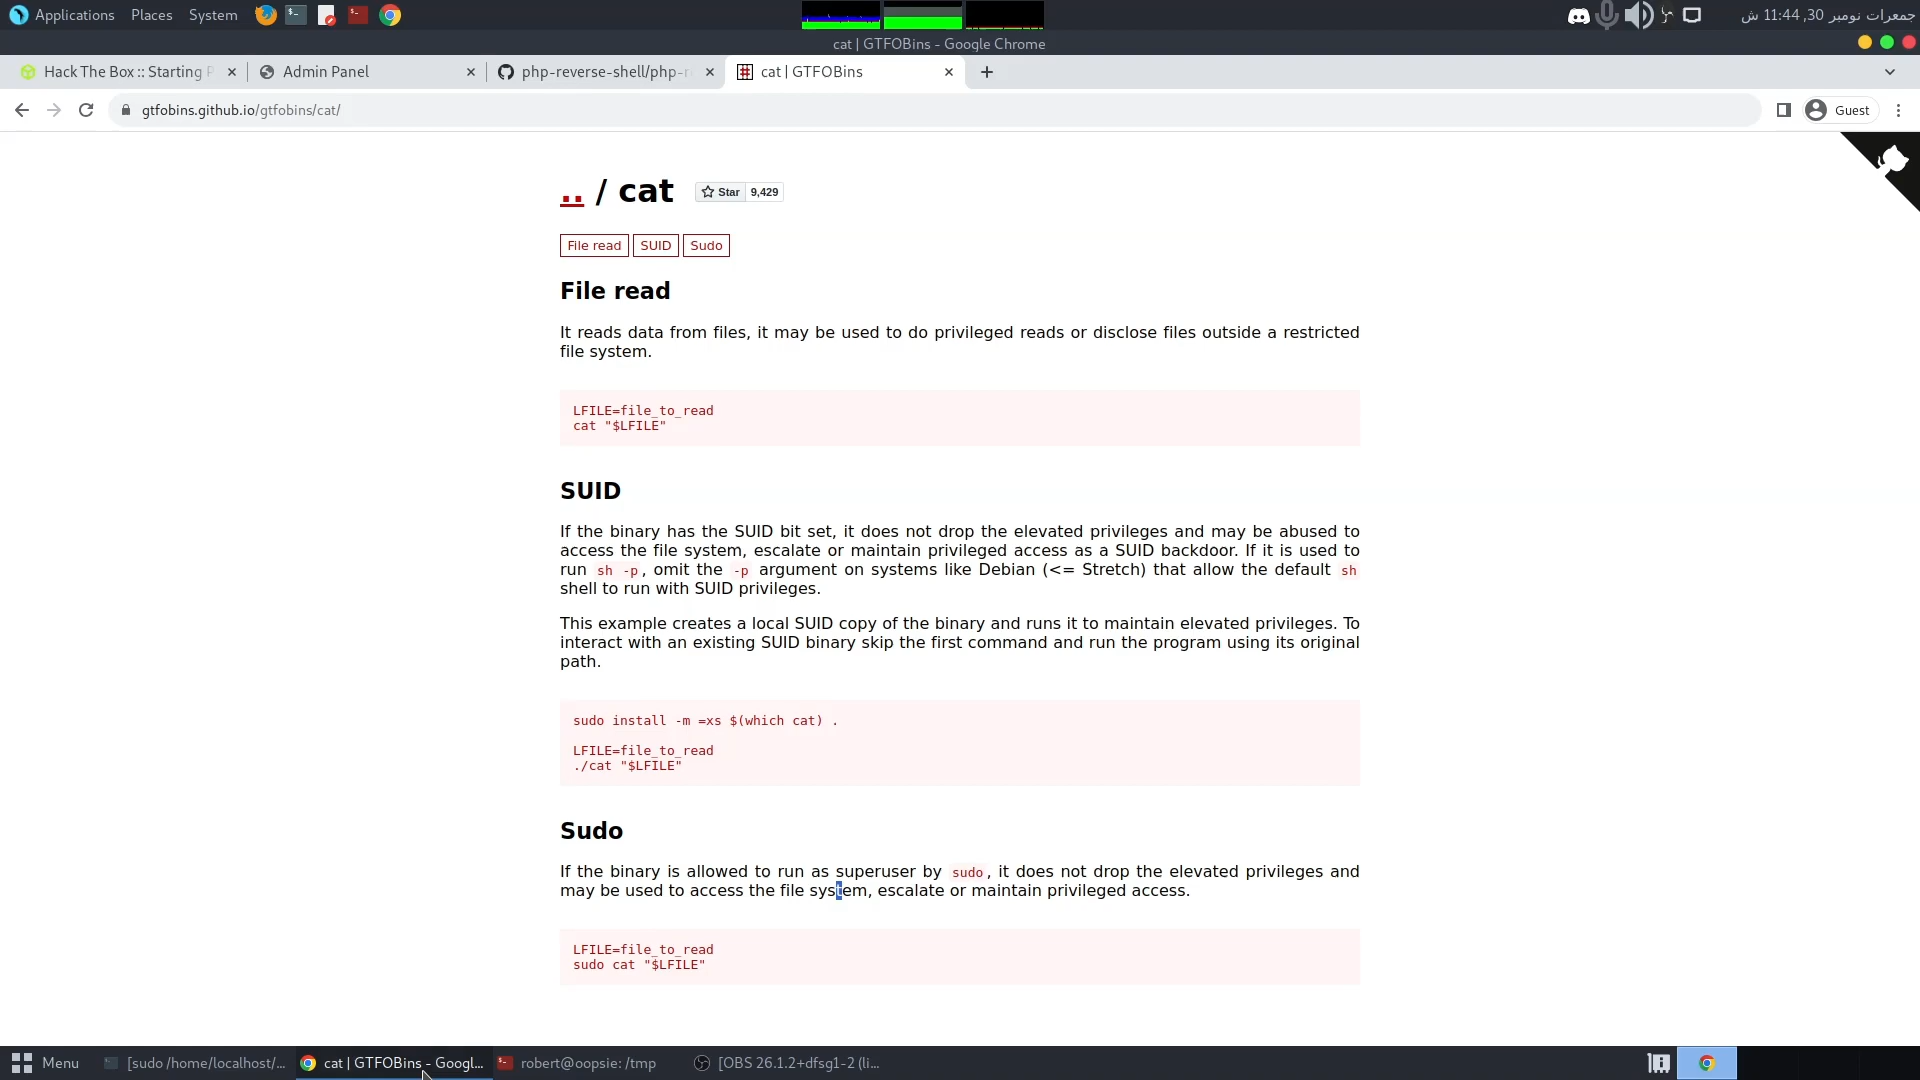 Applications Places System
جمعرات نومبر 30, 11:44 ش
cat | GTFOBins - Google Chrome
Hack The Box :: Starting P
Admin Panel
php-reverse-shell/php-r
cat | GTFOBins
gtfobins.github.io/gtfobins/cat/
Guest
.. / cat
Star 9,429
File read SUID Sudo
File read
It reads data from files, it may be used to do privileged reads or disclose files outside a restricted
file system.
LFILE=file_to_read
cat "$LFILE"
SUID
If the binary has the SUID bit set, it does not drop the elevated privileges and may be abused to
access the file system, escalate or maintain privileged access as a SUID backdoor. If it is used to
run sh -p, omit the -p argument on systems like Debian (<= Stretch) that allow the default sh
shell to run with SUID privileges.
This example creates a local SUID copy of the binary and runs it to maintain elevated privileges. To
interact with an existing SUID binary skip the first command and run the program using its original
path.
sudo install -m =xs $(which cat) .
LFILE=file_to_read
./cat "$LFILE"
Sudo
If the binary is allowed to run as superuser by sudo, it does not drop the elevated privileges and
may be used to access the file system, escalate or maintain privileged access.
LFILE=file_to_read
sudo cat "$LFILE"
Menu
[sudo /home/localhost/...
cat | GTFOBins - Googl...
robert@oopsie: /tmp
[OBS 26.1.2+dfsg1-2 (li...